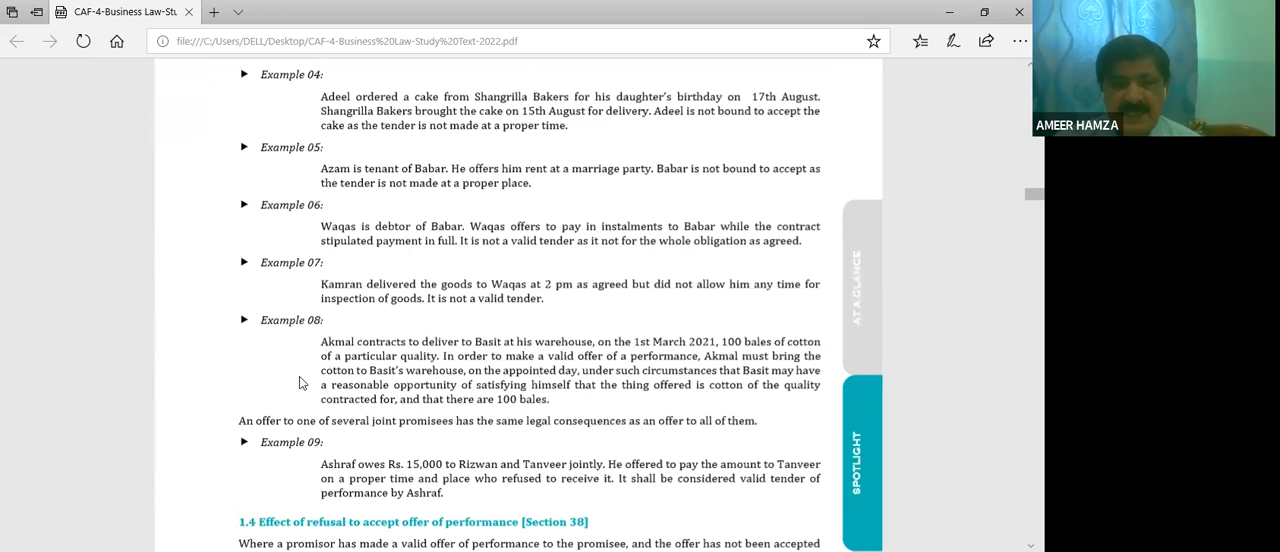 CAF-4-Business Law-Stu
file:///C:/Users/DELL/Desktop/CAF-4-Business%20Law-Study%20Text-2022.pdf
AMEER HAMZA
Example 04:
Adeel ordered a cake from Shangrilla Bakers for his daughter's birthday on 17th August.
Shangrilla Bakers brought the cake on 15th August for delivery. Adeel is not bound to accept the
cake as the tender is not made at a proper time.
Example 05:
Azam is tenant of Babar. He offers him rent at a marriage party. Babar is not bound to accept as
the tender is not made at a proper place.
Example 06:
Waqas is debtor of Babar. Waqas offers to pay in instalments to Babar while the contract
stipulated payment in full. It is not a valid tender as it not for the whole obligation as agreed.
Example 07:
Kamran delivered the goods to Waqas at 2 pm as agreed but did not allow him any time for
inspection of goods. It is not a valid tender.
Example 08:
Akmal contracts to deliver to Basit at his warehouse, on the 1st March 2021, 100 bales of cotton
of a particular quality. In order to make a valid offer of a performance, Akmal must bring the
cotton to Basit's warehouse, on the appointed day, under such circumstances that Basit may have
a reasonable opportunity of satisfying himself that the thing offered is cotton of the quality
contracted for, and that there are 100 bales.
An offer to one of several joint promisees has the same legal consequences as an offer to all of them.
Example 09:
Ashraf owes Rs. 15,000 to Rizwan and Tanveer jointly. He offered to pay the amount to Tanveer
on a proper time and place who refused to receive it. It shall be considered valid tender of
performance by Ashraf.
1.4 Effect of refusal to accept offer of performance [Section 38]
Where a promisor has made a valid offer of performance to the promisee, and the offer has not been accepted
AT A GLANCE
SPOTLIGHT